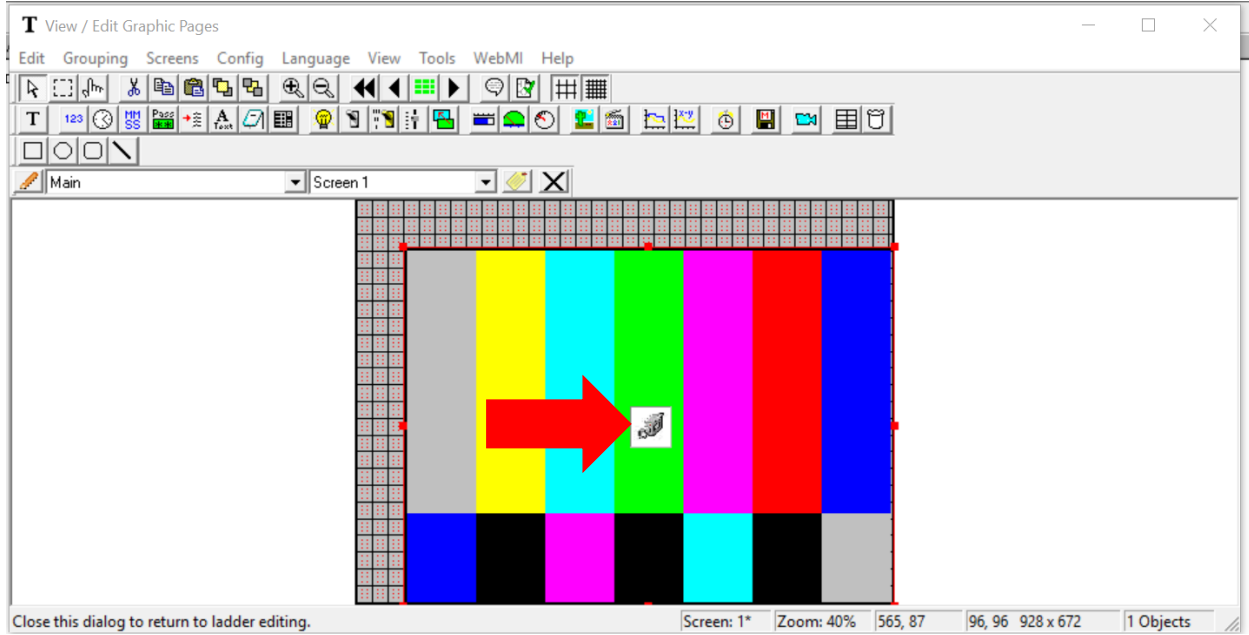 T View / Edit Graphic Pages
Edit Grouping Screens Config Language View Tools WebMI Help
T 123 MM SS Pass A Text M X-Y
Main Screen 1
Close this dialog to return to ladder editing. Screen: 1* Zoom: 40% 565, 87 96, 96 928 x 672 1 Objects